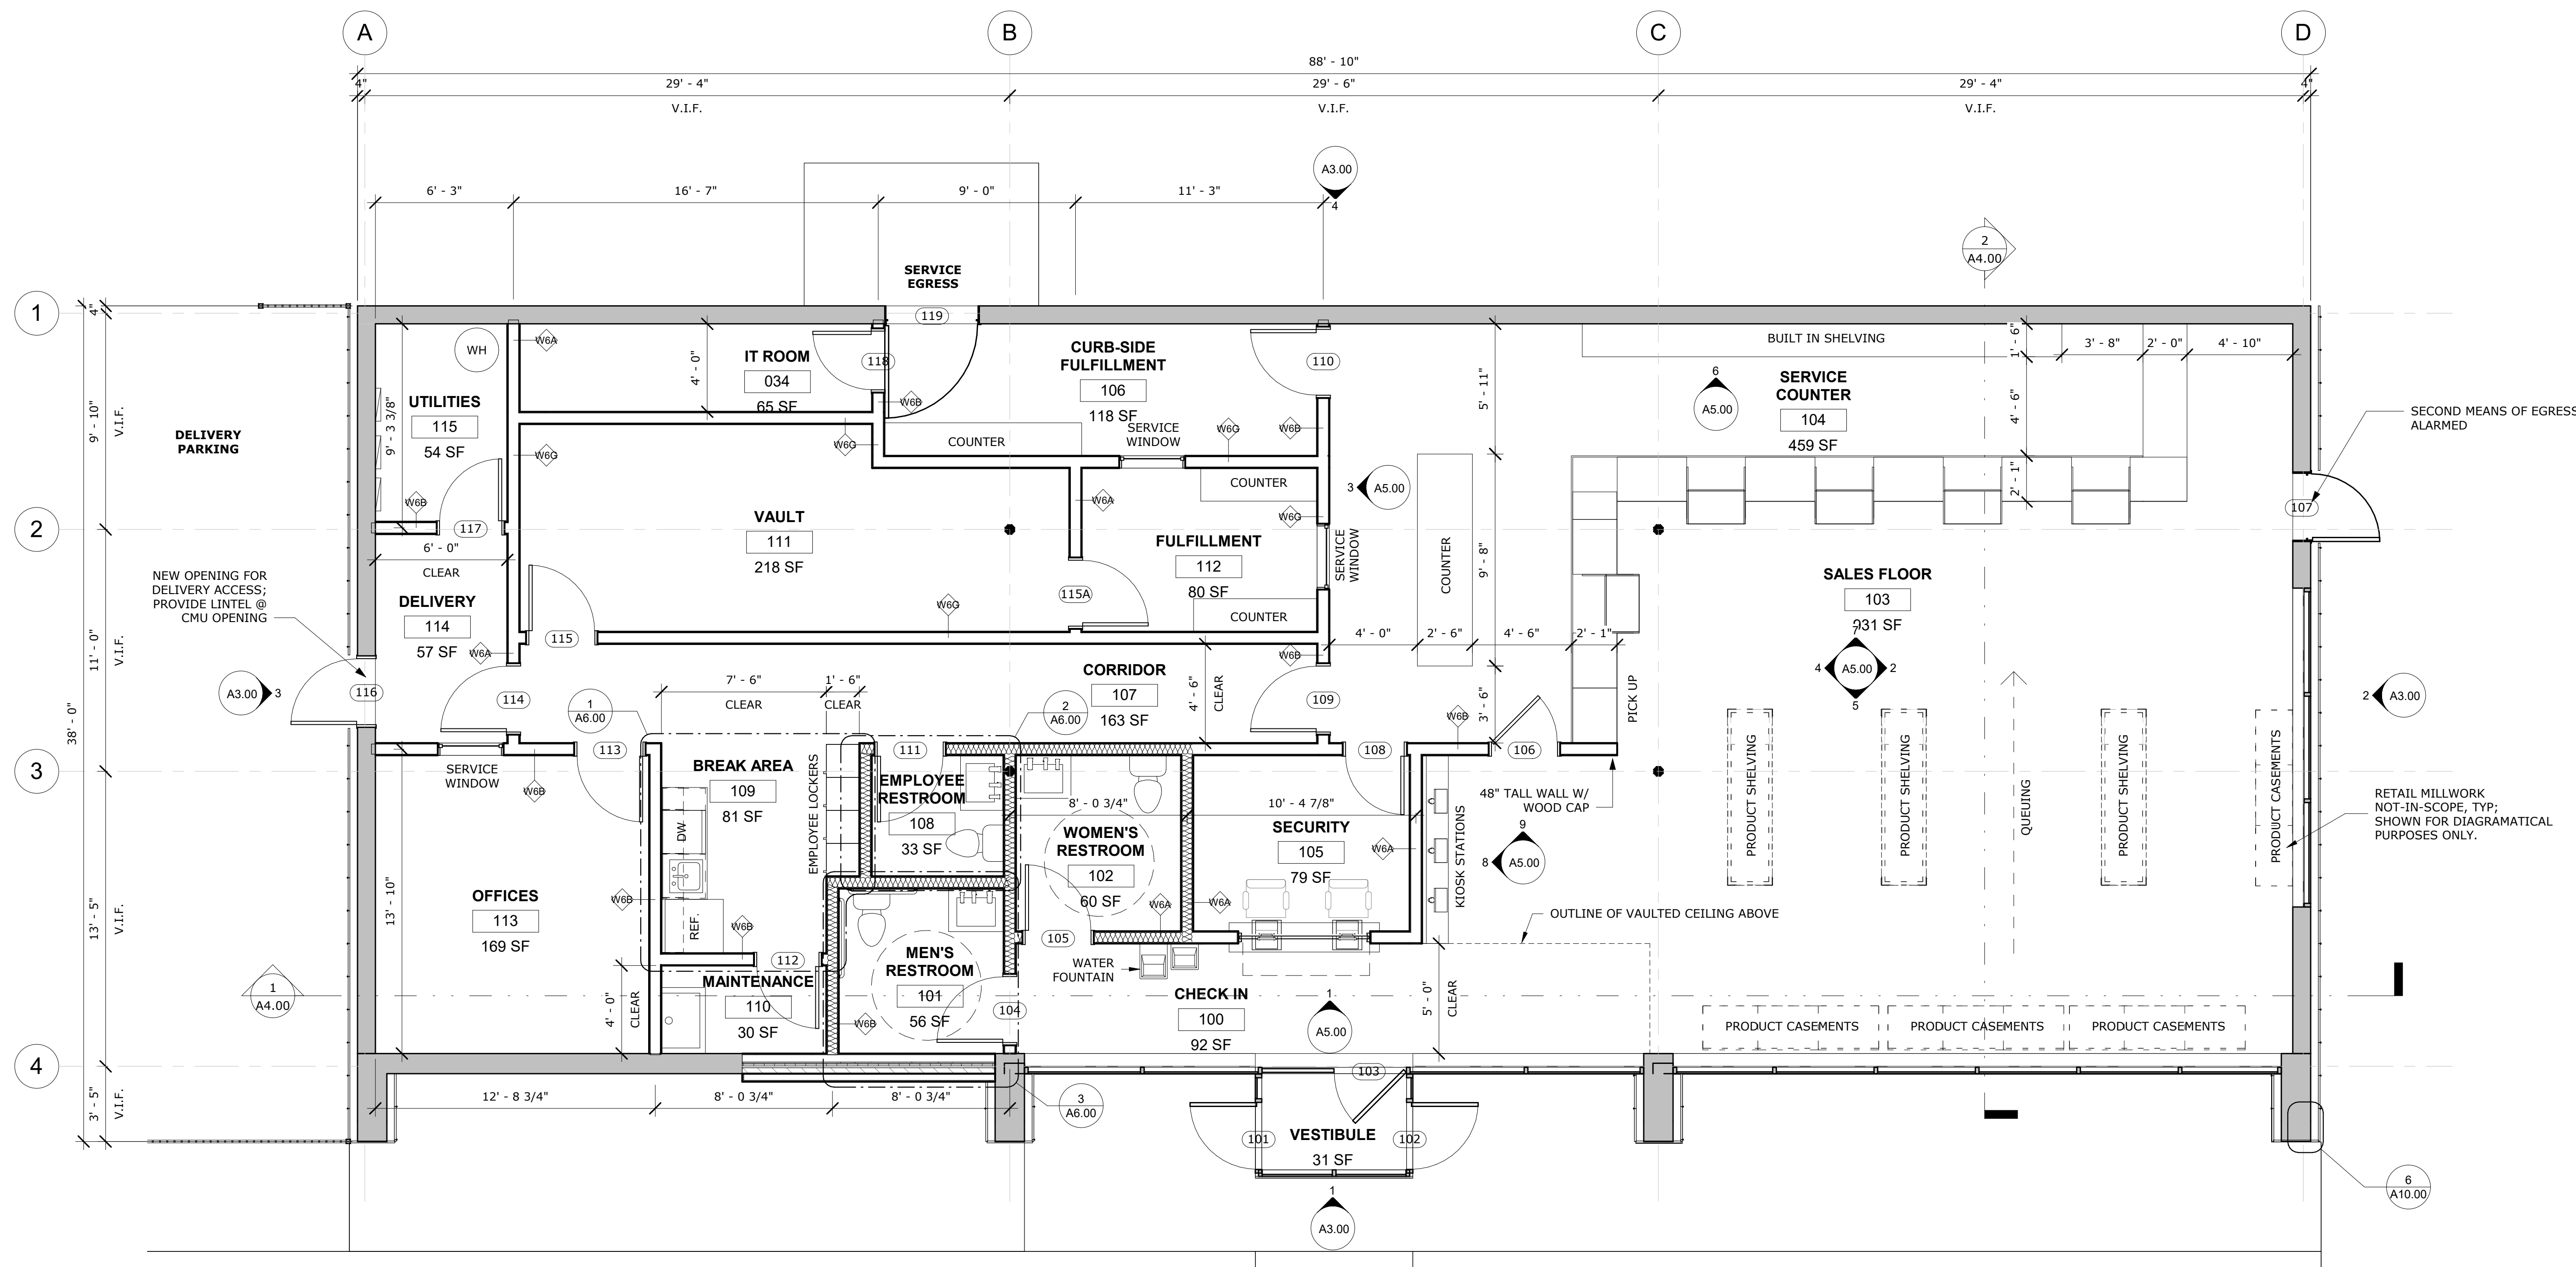 A
B
C
D
88' - 10"
4"
29' - 4"
29' - 6"
29' - 4"
4"
V.I.F.
V.I.F.
V.I.F.
6' - 3"
16' - 7"
9' - 0"
11' - 3"
A3.00
4
2
A4.00
SERVICE
EGRESS
119
1
2
3
4
4"
9' - 10"
V.I.F.
11' - 0"
V.I.F.
38' - 0"
13' - 5"
V.I.F.
3' - 5"
V.I.F.
DELIVERY
PARKING
NEW OPENING FOR
DELIVERY ACCESS;
PROVIDE LINTEL @
CMU OPENING
A3.00
3
116
1
A4.00
WH
W6A
9' - 3 3/8"
UTILITIES
115
54 SF
W6B
117
W6G
6' - 0"
CLEAR
DELIVERY
114
57 SF
W6A
114
4' - 0"
IT ROOM
034
65 SF
118
W6B
W6G
CURB-SIDE
FULFILLMENT
106
118 SF
COUNTER
SERVICE
WINDOW
W6G
W6B
110
VAULT
111
218 SF
W6G
115
W6A
COUNTER
W6G
FULFILLMENT
112
80 SF
COUNTER
115A
SERVICE
WINDOW
3
A5.00
COUNTER
5' - 11"
9' - 8"
3' - 6"
4' - 0"
2' - 6"
4' - 6"
2' - 1"
CORRIDOR
107
163 SF
4' - 6"
CLEAR
W6B
109
7' - 6"
CLEAR
1' - 6"
CLEAR
1
A6.00
2
A6.00
113
111
108
W6B
106
PICK UP
BUILT IN SHELVING
1' - 6"
3' - 8"
2' - 0"
4' - 10"
4' - 6"
2' - 1"
6
A5.00
SERVICE
COUNTER
104
459 SF
SECOND MEANS OF EGRESS
ALARMED
107
SALES FLOOR
103
931 SF
7
4
A5.00
2
5
2
A3.00
SERVICE
WINDOW
W6B
OFFICES
113
169 SF
13' - 10"
W6B
BREAK AREA
109
81 SF
DW
REF.
EMPLOYEE LOCKERS
W6B
112
EMPLOYEE
RESTROOM
108
33 SF
8' - 0 3/4"
WOMEN'S
RESTROOM
102
60 SF
W6A
105
10' - 4 7/8"
SECURITY
105
79 SF
W6A
W6A
KIOSK STATIONS
48" TALL WALL W/
WOOD CAP
9
8
A5.00
OUTLINE OF VAULTED CEILING ABOVE
PRODUCT SHELVING
PRODUCT SHELVING
QUEUING
PRODUCT SHELVING
PRODUCT CASEMENTS
RETAIL MILLWORK
NOT-IN-SCOPE, TYP;
SHOWN FOR DIAGRAMATICAL
PURPOSES ONLY.
MAINTENANCE
110
30 SF
4' - 0"
CLEAR
MEN'S
RESTROOM
101
56 SF
W6B
104
WATER
FOUNTAIN
CHECK IN
100
92 SF
1
A5.00
5' - 0"
CLEAR
PRODUCT CASEMENTS
PRODUCT CASEMENTS
PRODUCT CASEMENTS
12' - 8 3/4"
8' - 0 3/4"
8' - 0 3/4"
3
A6.00
103
101
102
VESTIBULE
31 SF
1
A3.00
6
A10.00